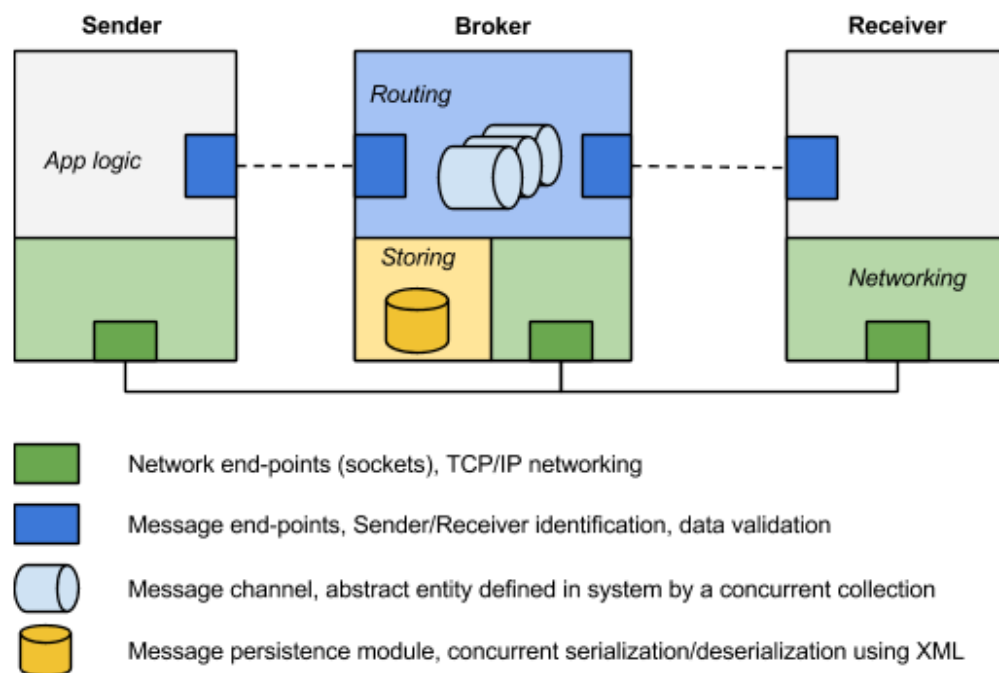 Sender
Broker
Receiver
Routing
App logic
Storing
Networking
Network end-points (sockets), TCP/IP networking
Message end-points, Sender/Receiver identification, data validation
Message channel, abstract entity defined in system by a concurrent collection
Message persistence module, concurrent serialization/deserialization using XML